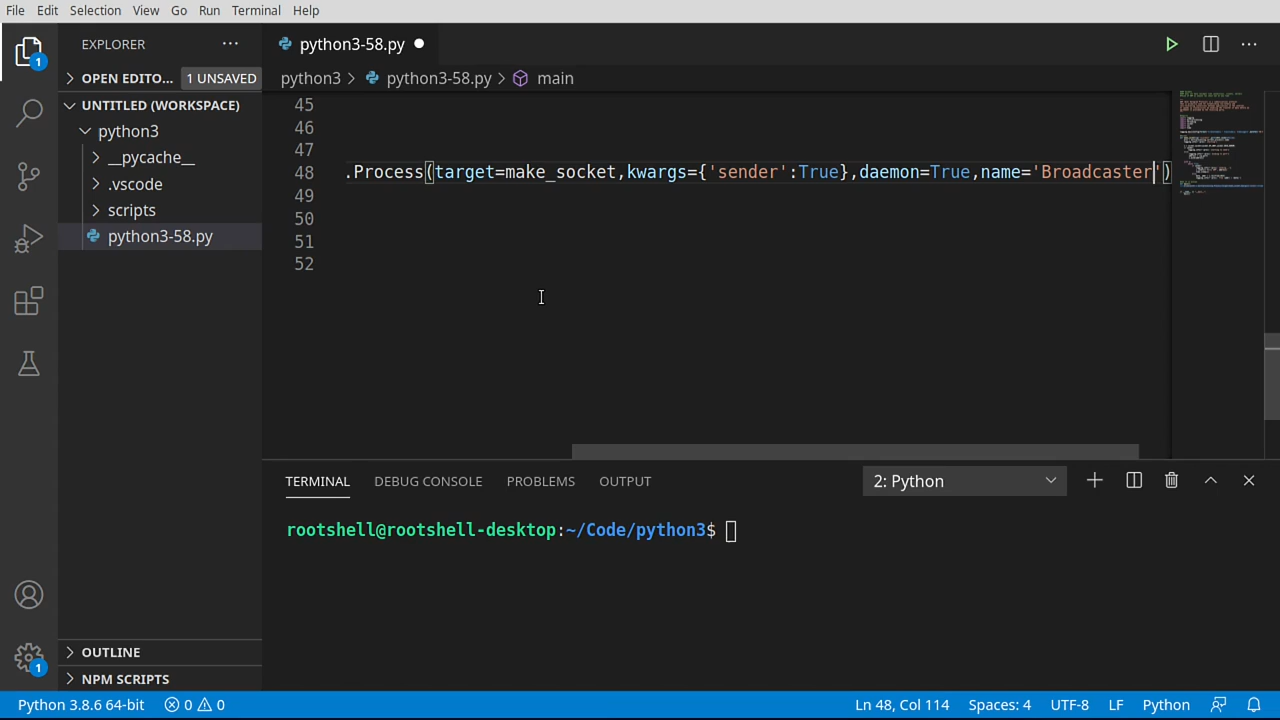 File Edit Selection View Go Run Terminal Help
EXPLORER
python3-58.py
1
OPEN EDITO... 1 UNSAVED
python3 > python3-58.py > main
UNTITLED (WORKSPACE)
python3
__pycache__
.vscode
scripts
python3-58.py
45
46
47
48 .Process(target=make_socket,kwargs={'sender':True},daemon=True,name='Broadcaster')
49
50
51
52
TERMINAL DEBUG CONSOLE PROBLEMS OUTPUT 2: Python
rootshell@rootshell-desktop:~/Code/python3$
OUTLINE
1
NPM SCRIPTS
Python 3.8.6 64-bit 0 0 Ln 48, Col 114 Spaces: 4 UTF-8 LF Python